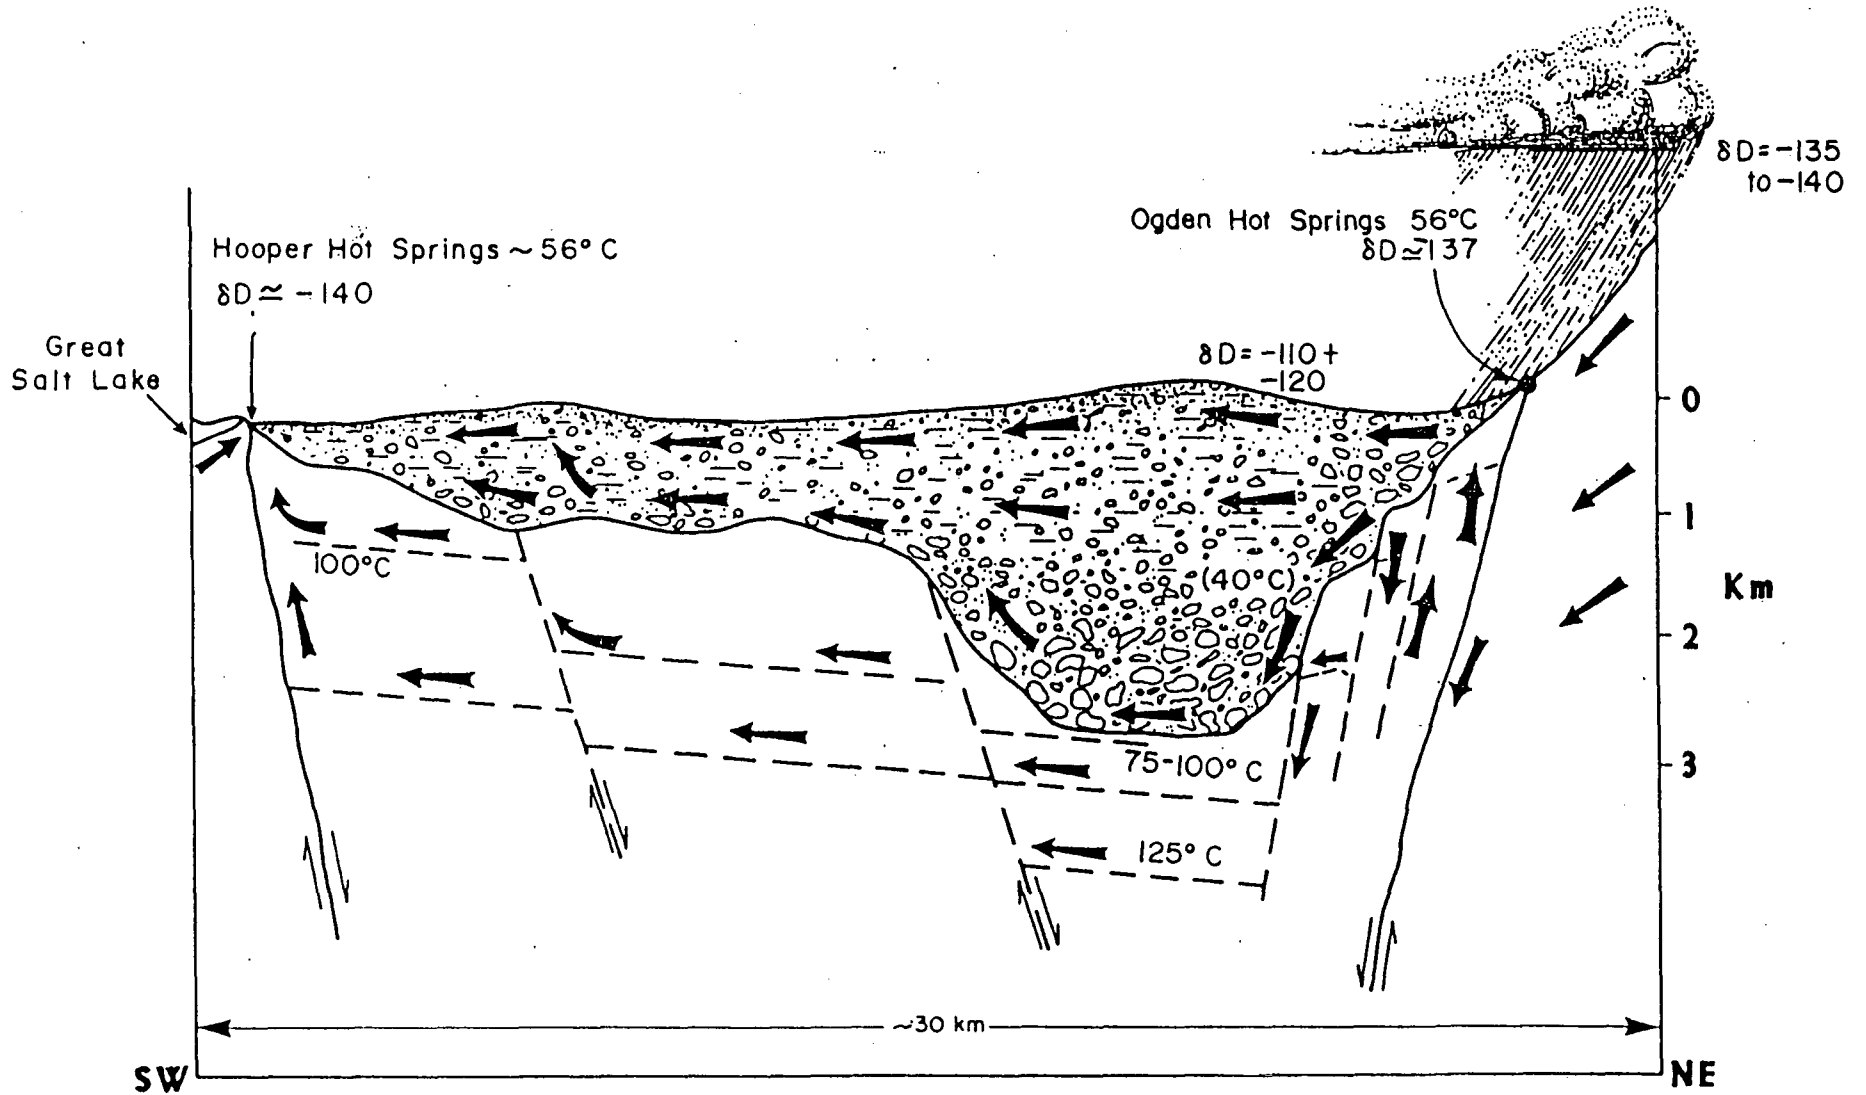 δD=-135
to-140
Ogden Hot Springs 56°C
δD≃-137
Hooper Hot Springs ~56°C
δD≃ -140
Great
Salt Lake
δD= -110+
-120
0
1
2
3
Km
100°C
(40°C)
75-100°C
125°C
~30 km
SW
NE